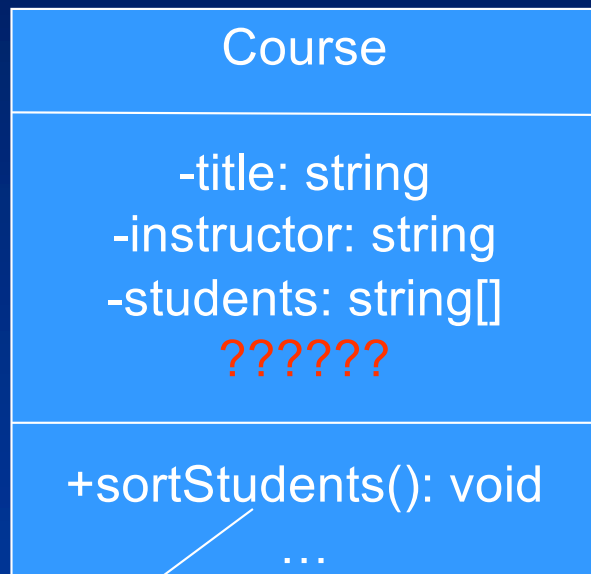 Course
-title: string
-instructor: string
-students: string[]
??????
+sortStudents(): void
...